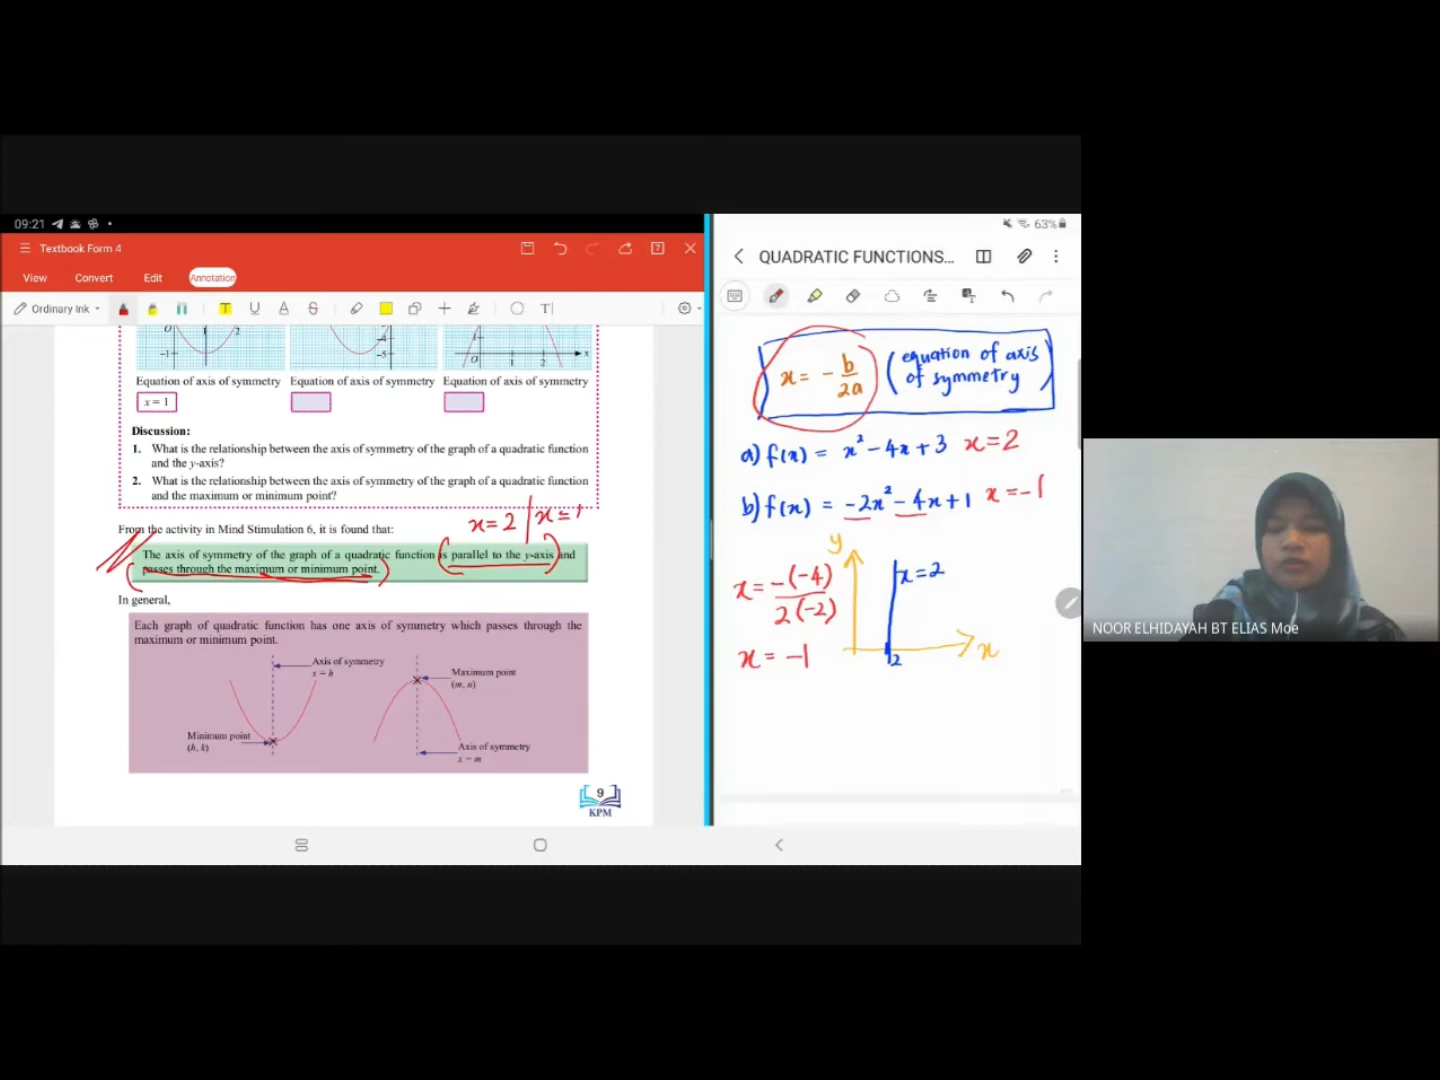 09:21
63%
Textbook Form 4
View Convert Edit Annotation
Ordinary Ink
O 1 2
-1
-4
-5
1
O 1 2 x
Equation of axis of symmetry Equation of axis of symmetry Equation of axis of symmetry
x = 1
Discussion:
1. What is the relationship between the axis of symmetry of the graph of a quadratic function
and the y-axis?
2. What is the relationship between the axis of symmetry of the graph of a quadratic function
and the maximum or minimum point?
x=2 | x=1
From the activity in Mind Stimulation 6, it is found that:
The axis of symmetry of the graph of a quadratic function is parallel to the y-axis and
passes through the maximum or minimum point.
In general,
Each graph of quadratic function has one axis of symmetry which passes through the
maximum or minimum point.
Axis of symmetry
x = h
Maximum point
(m, n)
Minimum point
(h, k)
Axis of symmetry
x = m
9
KPM
QUADRATIC FUNCTIONS...
x = - b/2a (equation of axis
of symmetry)
a) f(x) = x² - 4x + 3 x=2
b) f(x) = -2x² - 4x + 1 x=-1
y
x=2
x = -(-4)/2(-2)
x = -1
2
x
NOOR ELHIDAYAH BT ELIAS Moe